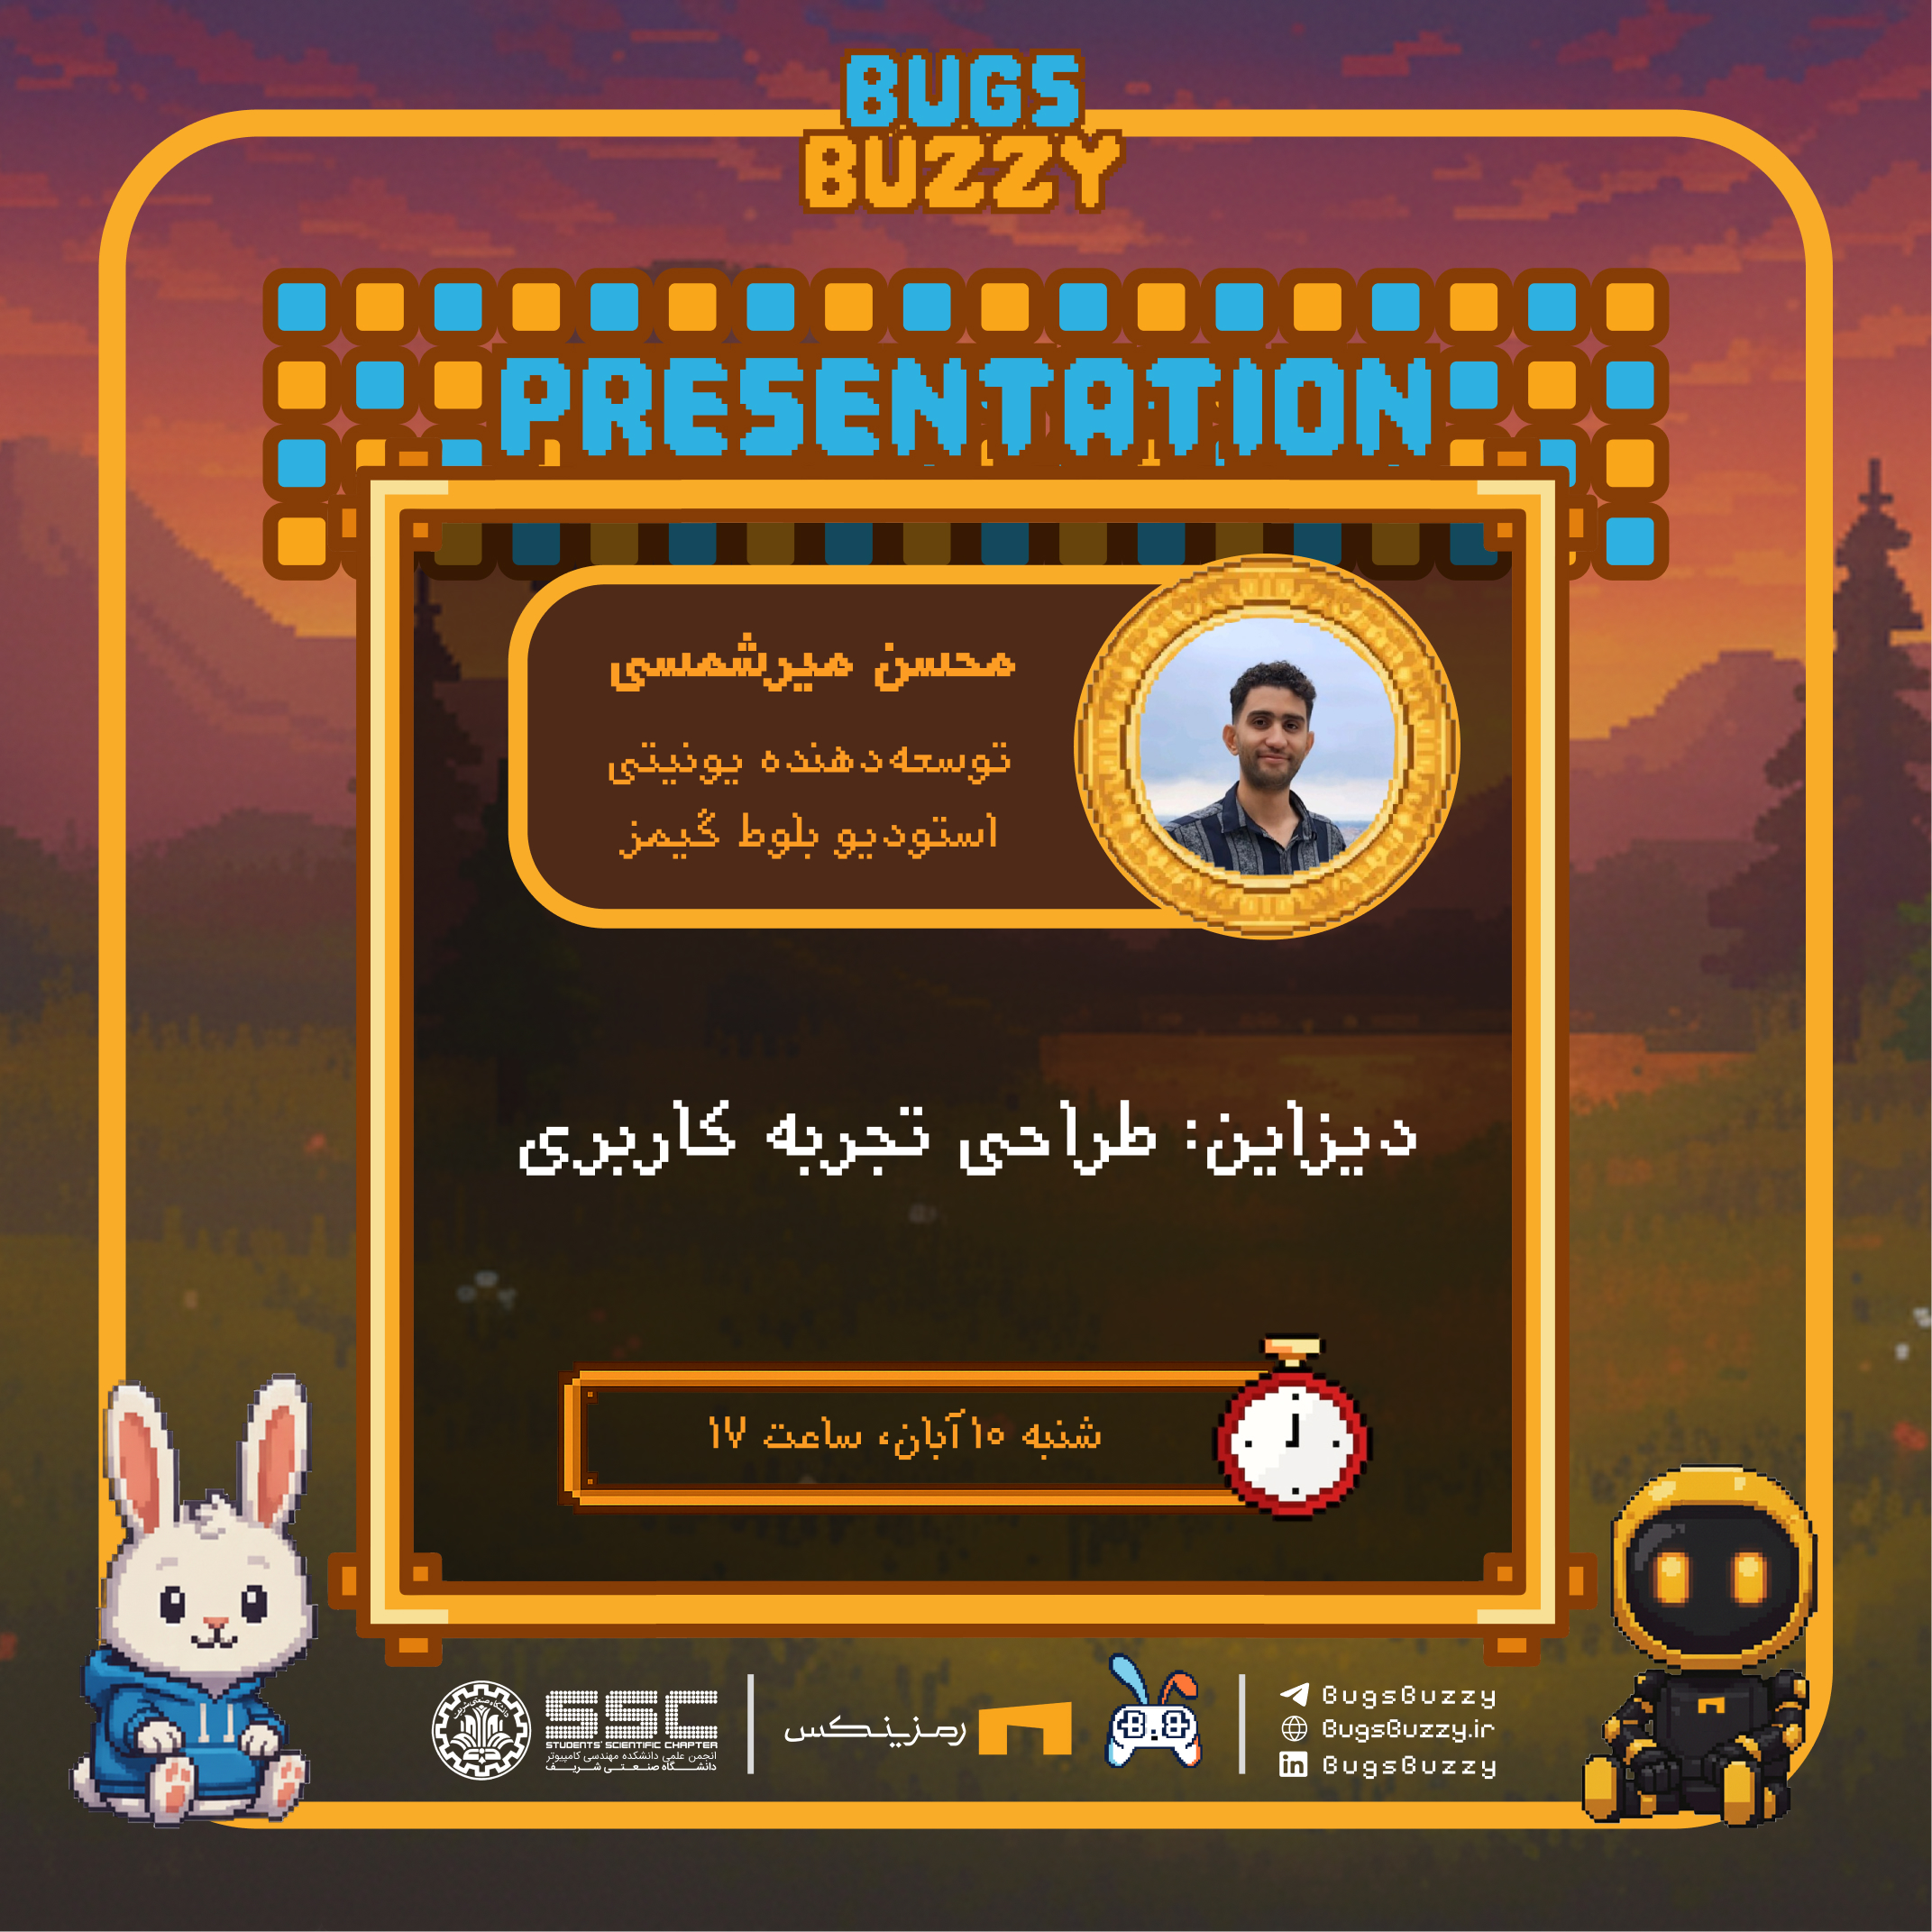 BUGS
BUZZY
PRESENTATION
محسن میرشمسی
توسعه‌دهنده یونیتی
استودیو بلوط گیمز
دیزاین: طراحی تجربه کاربری
شنبه ۱۰ آبان، ساعت ۱۷
SSC
STUDENTS' SCIENTIFIC CHAPTER
انجمن علمی دانشکده مهندسی کامپیوتر
دانشگاه صنعتی شریف
رمزینکس
BugsBuzzy
BugsBuzzy.ir
BugsBuzzy